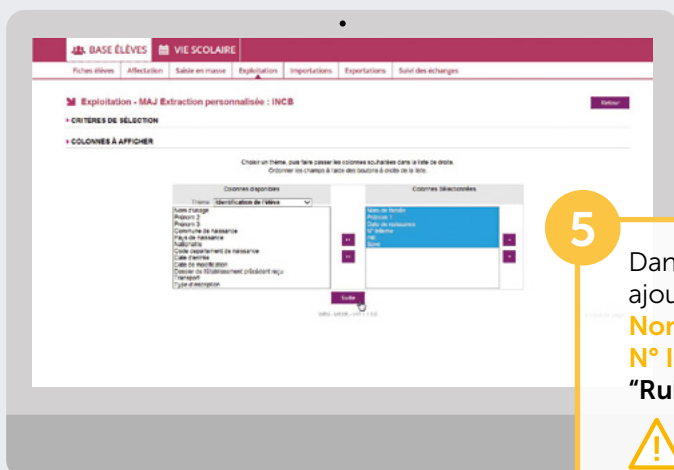 BASE ÉLÈVES VIE SCOLAIRE
Fiches élèves Affectation Saisie en masse Exploitation Importations Exportations Suivi des échanges
Exploitation - MAJ Extraction personnalisée : INCB
Retour
CRITÈRES DE SÉLECTION
COLONNES À AFFICHER
Choisir un thème, puis faire passer les colonnes souhaitées dans la liste de droite.
Ordonner les champs à l'aide des boutons à droite de la liste.
Colonnes disponibles
Colonnes Sélectionnées
Thème Identification de l'élève
Nom d'usage
Prénom 2
Prénom 3
Commune de naissance
Pays de naissance
Nationalité
Code département de naissance
Date d'entrée
Date de modification
Dossier de l'établissement précédent reçu
Transport
Type d'inscription
Nom de famille
Prénom 1
Date de naissance
N° Interne
INE
Sexe
Suite
5
Dan
ajou
Nor
N° I
"Ru